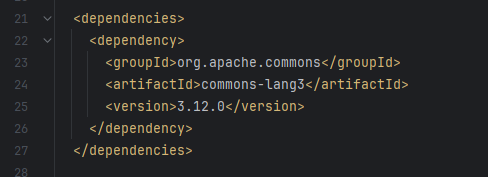 21 <dependencies>
22 <dependency>
23 <groupId>org.apache.commons</groupId>
24 <artifactId>commons-lang3</artifactId>
25 <version>3.12.0</version>
26 </dependency>
27 </dependencies>
28